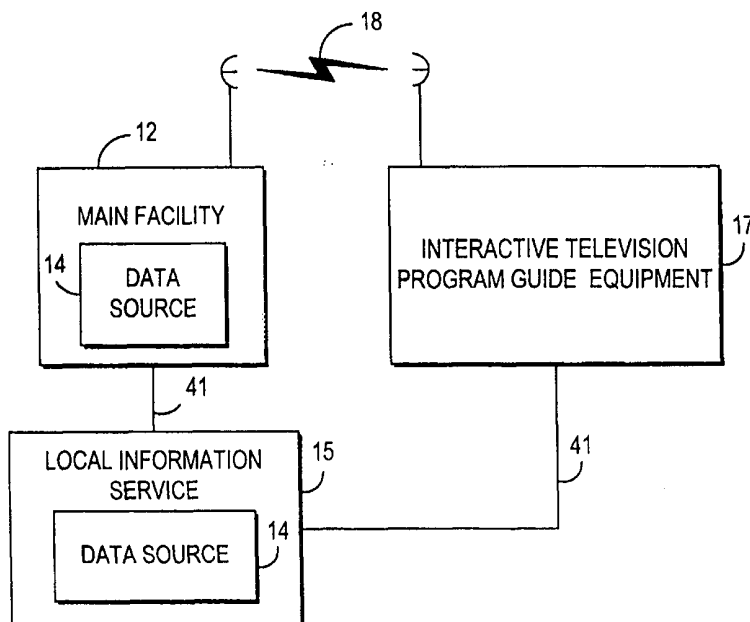 18
12
MAIN FACILITY
14
DATA
SOURCE
INTERACTIVE TELEVISION
PROGRAM GUIDE EQUIPMENT
17
41
LOCAL INFORMATION
SERVICE
15
41
DATA SOURCE
14